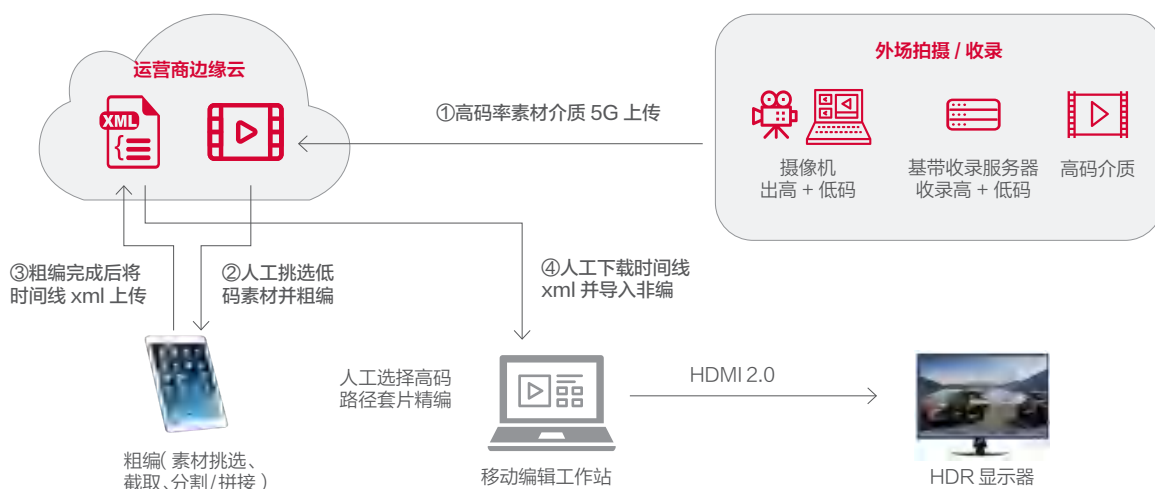 运营商边缘云
XML
①高码率素材介质 5G 上传
外场拍摄 / 收录
摄像机
出高 + 低码
基带收录服务器
收录高 + 低码
高码介质
③粗编完成后将
时间线 xml 上传
②人工挑选低
码素材并粗编
④人工下载时间线
xml 并导入非编
人工选择高码
路径套片精编
HDMI 2.0
粗编( 素材挑选、
截取、分割/拼接 )
移动编辑工作站
HDR 显示器